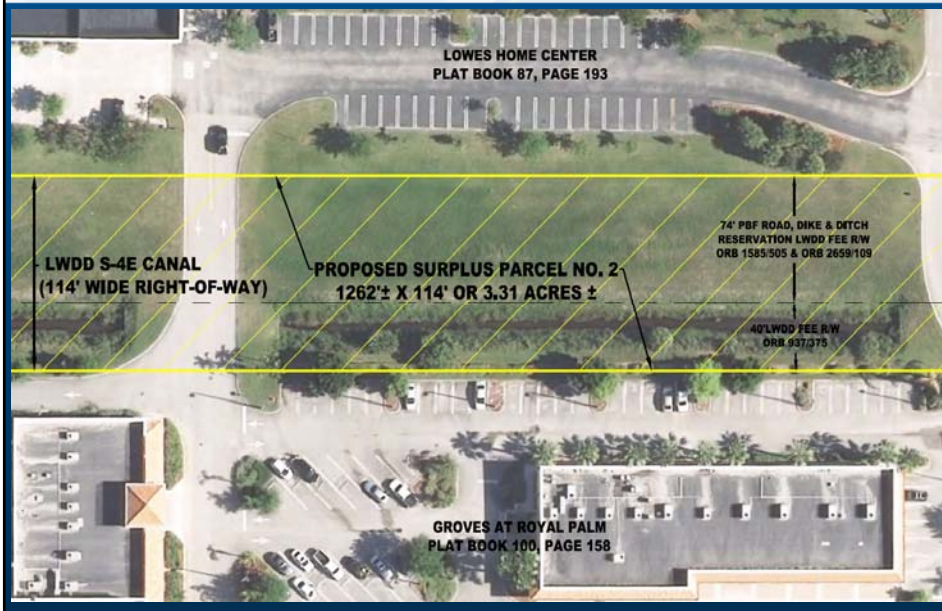 LOWES HOME CENTER
PLAT BOOK 87, PAGE 193
74' PBF ROAD, DIKE & DITCH
RESERVATION LWDD FEE R/W
ORB 1585/505 & ORB 2659/109
LWDD S-4E CANAL
(114' WIDE RIGHT-OF-WAY)
PROPOSED SURPLUS PARCEL NO. 2
1262'± X 114' OR 3.31 ACRES ±
40'LWDD FEE R/W
ORB 937/375
GROVES AT ROYAL PALM
PLAT BOOK 100, PAGE 158